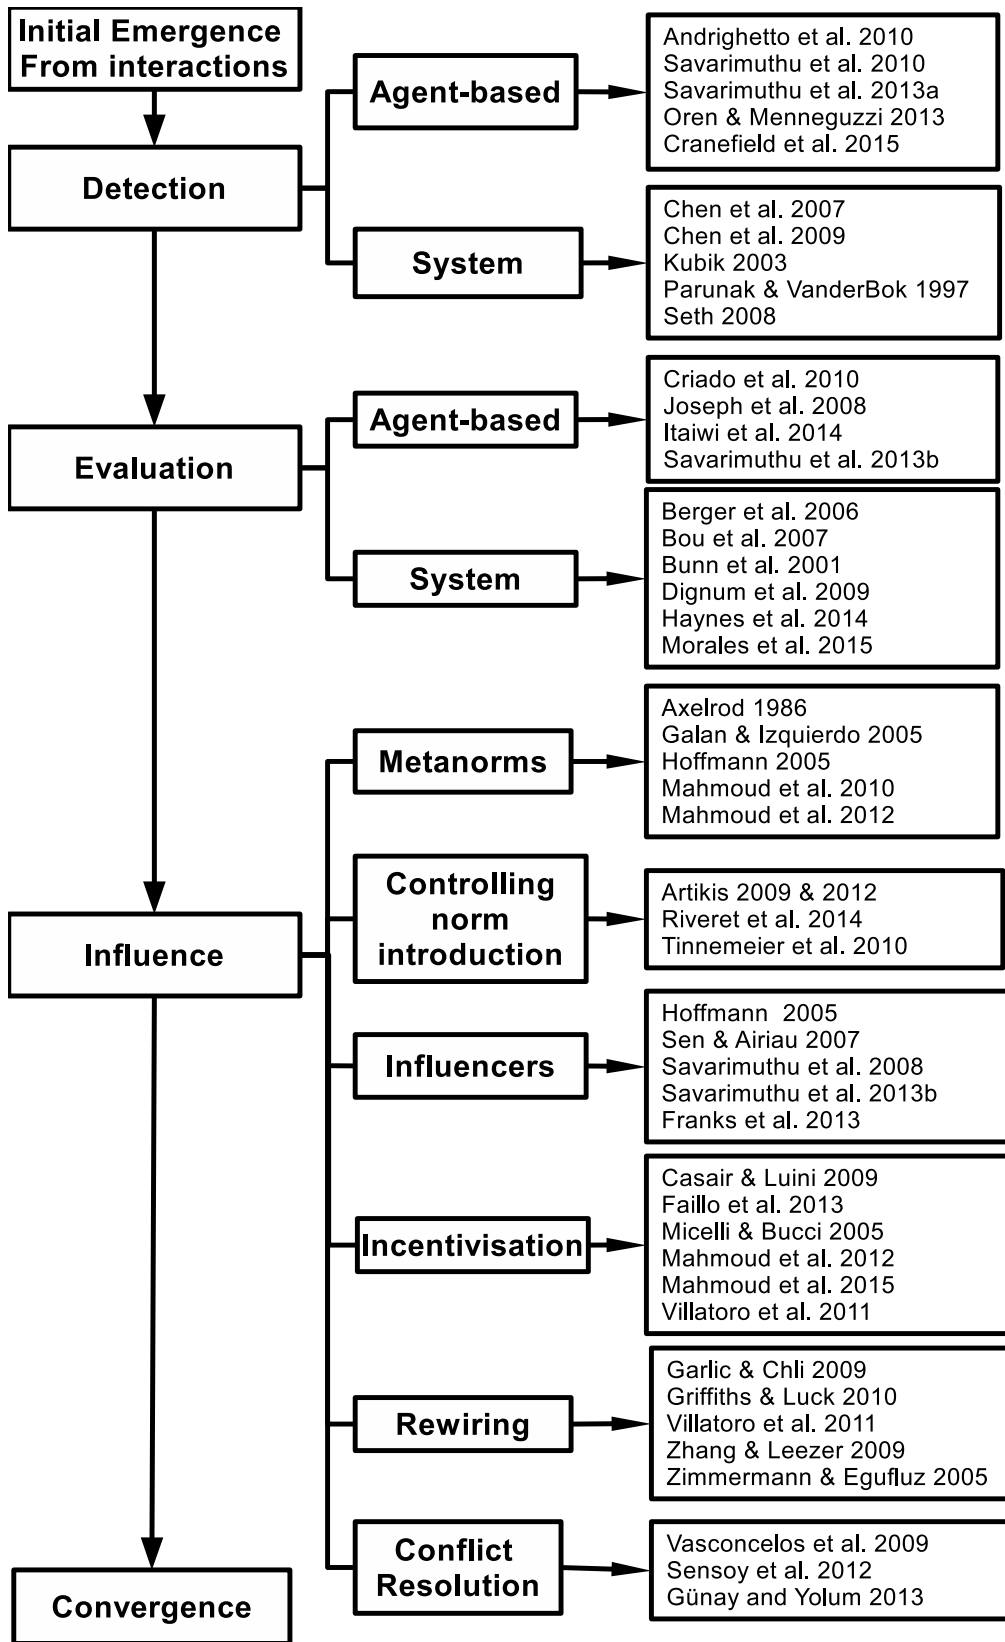 Initial Emergence
From interactions
Detection
Agent-based
Andrighetto et al. 2010
Savarimuthu et al. 2010
Savarimuthu et al. 2013a
Oren & Menneguzzi 2013
Cranefield et al. 2015
System
Chen et al. 2007
Chen et al. 2009
Kubik 2003
Parunak & VanderBok 1997
Seth 2008
Evaluation
Agent-based
Criado et al. 2010
Joseph et al. 2008
Itaiwi et al. 2014
Savarimuthu et al. 2013b
System
Berger et al. 2006
Bou et al. 2007
Bunn et al. 2001
Dignum et al. 2009
Haynes et al. 2014
Morales et al. 2015
Influence
Metanorms
Axelrod 1986
Galan & Izquierdo 2005
Hoffmann 2005
Mahmoud et al. 2010
Mahmoud et al. 2012
Controlling
norm
introduction
Artikis 2009 & 2012
Riveret et al. 2014
Tinnemeier et al. 2010
Influencers
Hoffmann  2005
Sen & Airiau 2007
Savarimuthu et al. 2008
Savarimuthu et al. 2013b
Franks et al. 2013
Incentivisation
Casair & Luini 2009
Faillo et al. 2013
Micelli & Bucci 2005
Mahmoud et al. 2012
Mahmoud et al. 2015
Villatoro et al. 2011
Rewiring
Garlic & Chli 2009
Griffiths & Luck 2010
Villatoro et al. 2011
Zhang & Leezer 2009
Zimmermann & Egufluz 2005
Conflict
Resolution
Vasconcelos et al. 2009
Sensoy et al. 2012
Günay and Yolum 2013
Convergence